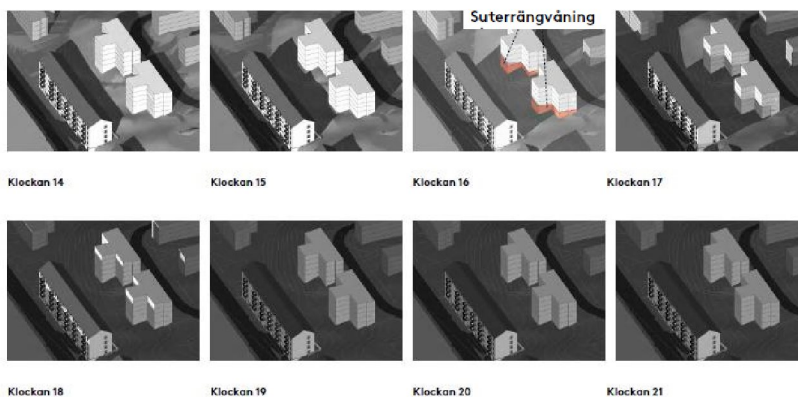 Suterrängvåning
Klockan 14
Klockan 15
Klockan 16
Klockan 17
Klockan 18
Klockan 19
Klockan 20
Klockan 21